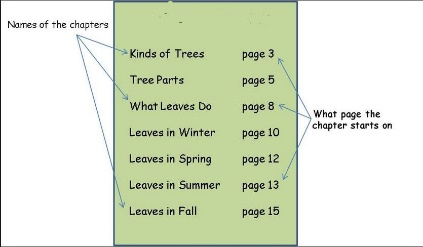 Names of the chapters
Kinds of Trees page 3
Tree Parts page 5
What Leaves Do page 8
Leaves in Winter page 10
Leaves in Spring page 12
Leaves in Summer page 13
Leaves in Fall page 15
What page the
chapter starts on